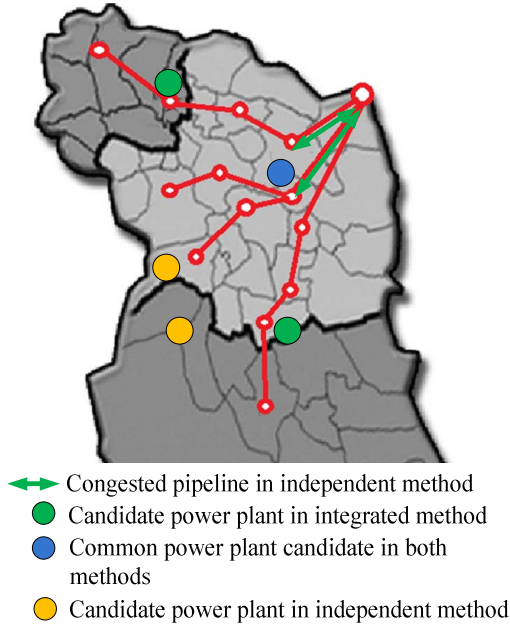 Congested pipeline in independent method
Candidate power plant in integrated method
Common power plant candidate in both
methods
Candidate power plant in independent method